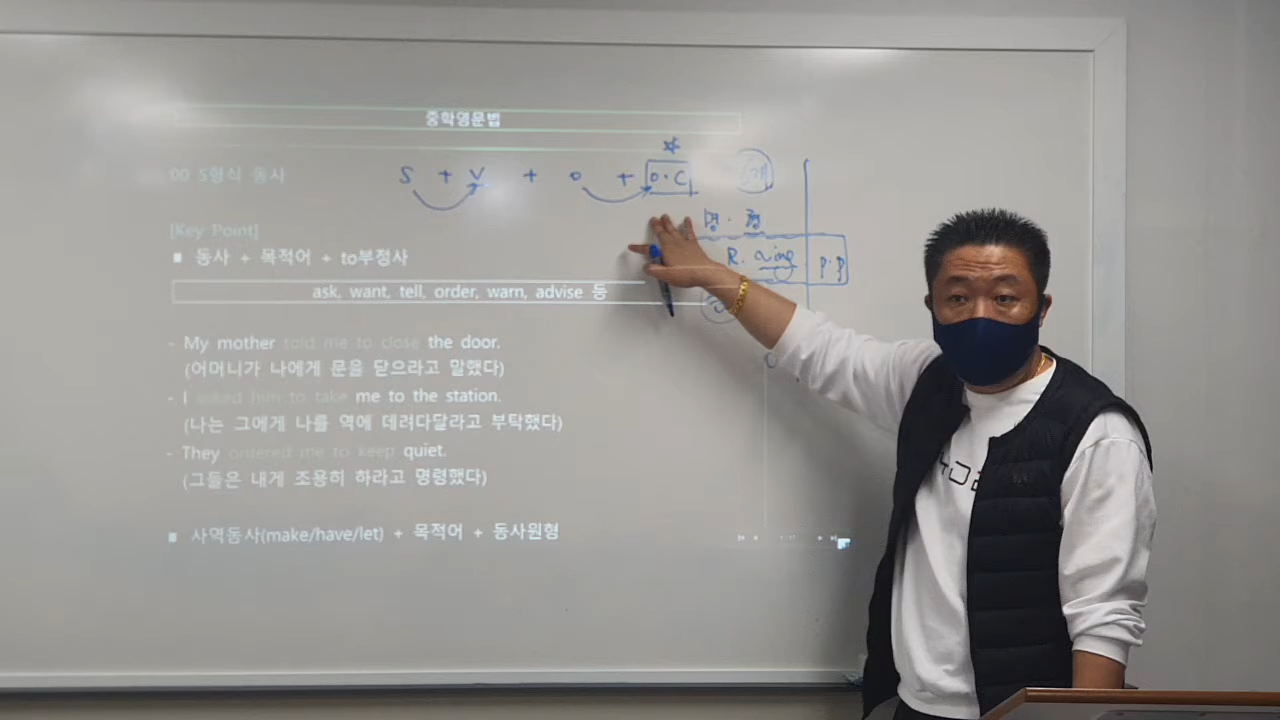 중학영문법
00 5형식 동사
S + V + O + O·C
6개
명·형
[Key Point]
■ 동사 + 목적어 + to부정사
R. ~ing p.p
ask, want, tell, order, warn, advise 등
- My mother told me to close the door.
(어머니가 나에게 문을 닫으라고 말했다)
- I asked him to take me to the station.
(나는 그에게 나를 역에 데려다달라고 부탁했다)
- They ordered me to keep quiet.
(그들은 내게 조용히 하라고 명령했다)
■ 사역동사(make/have/let) + 목적어 + 동사원형